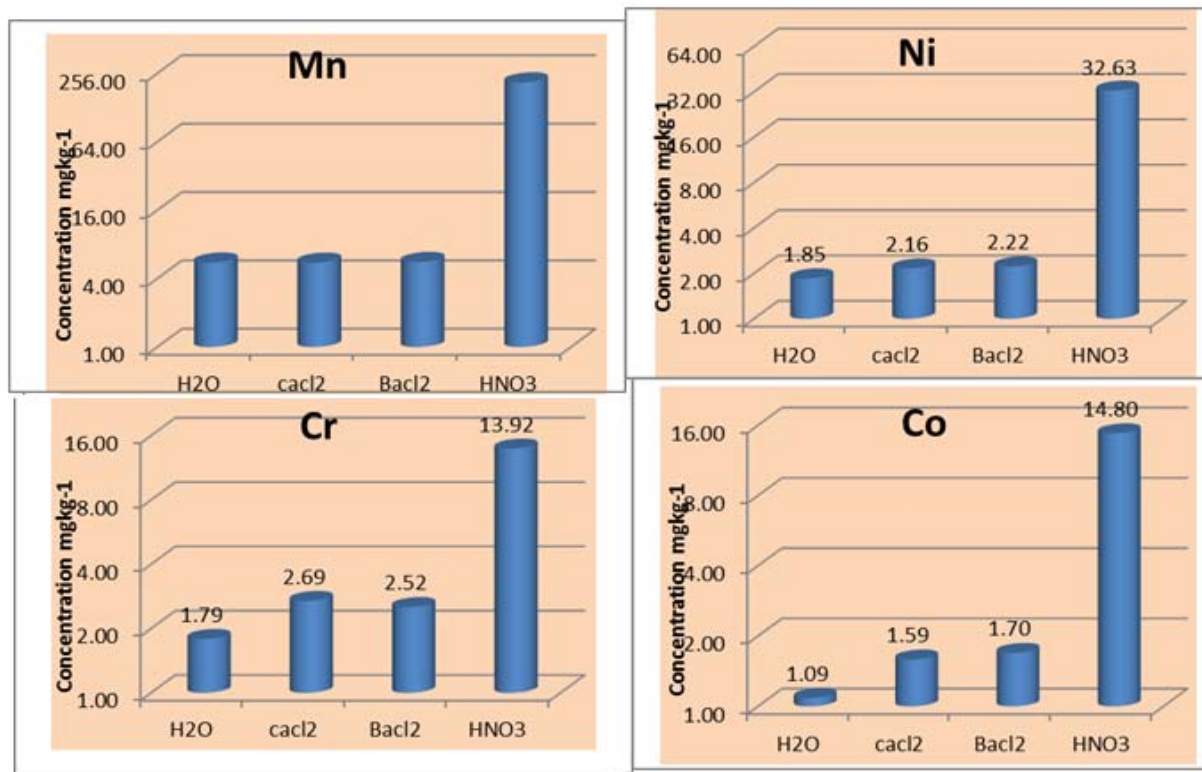 Mn
Concentration mgkg-1
256.00
64.00
16.00
4.00
1.00
H2O cacl2 Bacl2 HNO3
Ni
Concentration mgkg-1
64.00
32.00
16.00
8.00
4.00
2.00
1.00
1.85 2.16 2.22 32.63
H2O cacl2 Bacl2 HNO3
Cr
Concentration mgkg-1
16.00
8.00
4.00
2.00
1.00
1.79 2.69 2.52 13.92
H2O cacl2 Bacl2 HNO3
Co
Concentration mgkg-1
16.00
8.00
4.00
2.00
1.00
1.09 1.59 1.70 14.80
H2O cacl2 Bacl2 HNO3